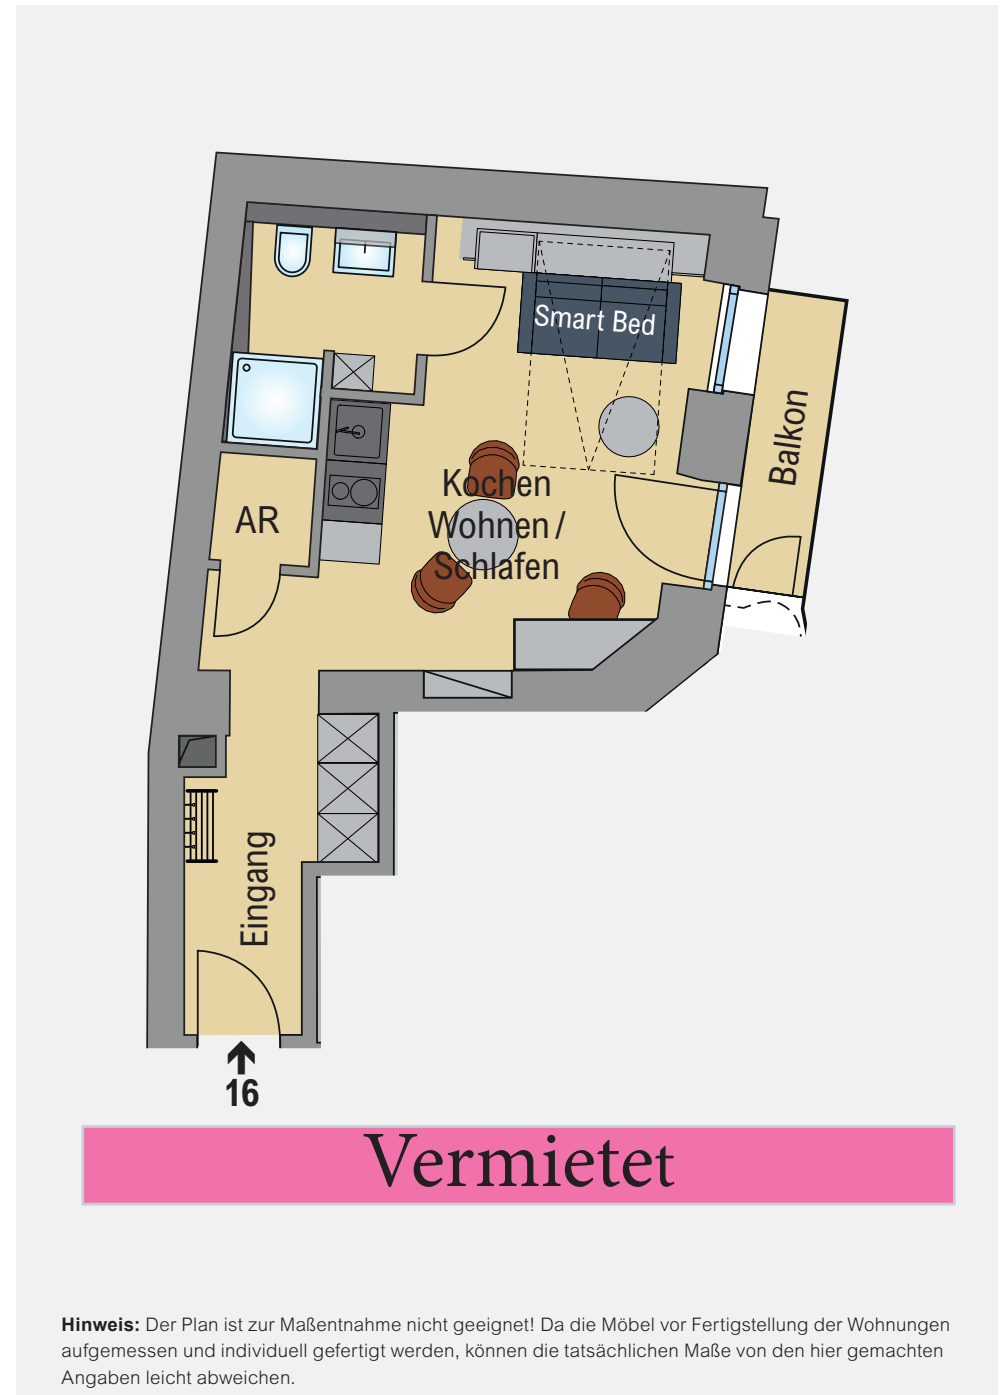 Smart Bed
Balkon
Kochen
Wohnen /
Schlafen
AR
Eingang
16
Vermietet
Hinweis: Der Plan ist zur Maßentnahme nicht geeignet! Da die Möbel vor Fertigstellung der Wohnungen
aufgemessen und individuell gefertigt werden, können die tatsächlichen Maße von den hier gemachten
Angaben leicht abweichen.